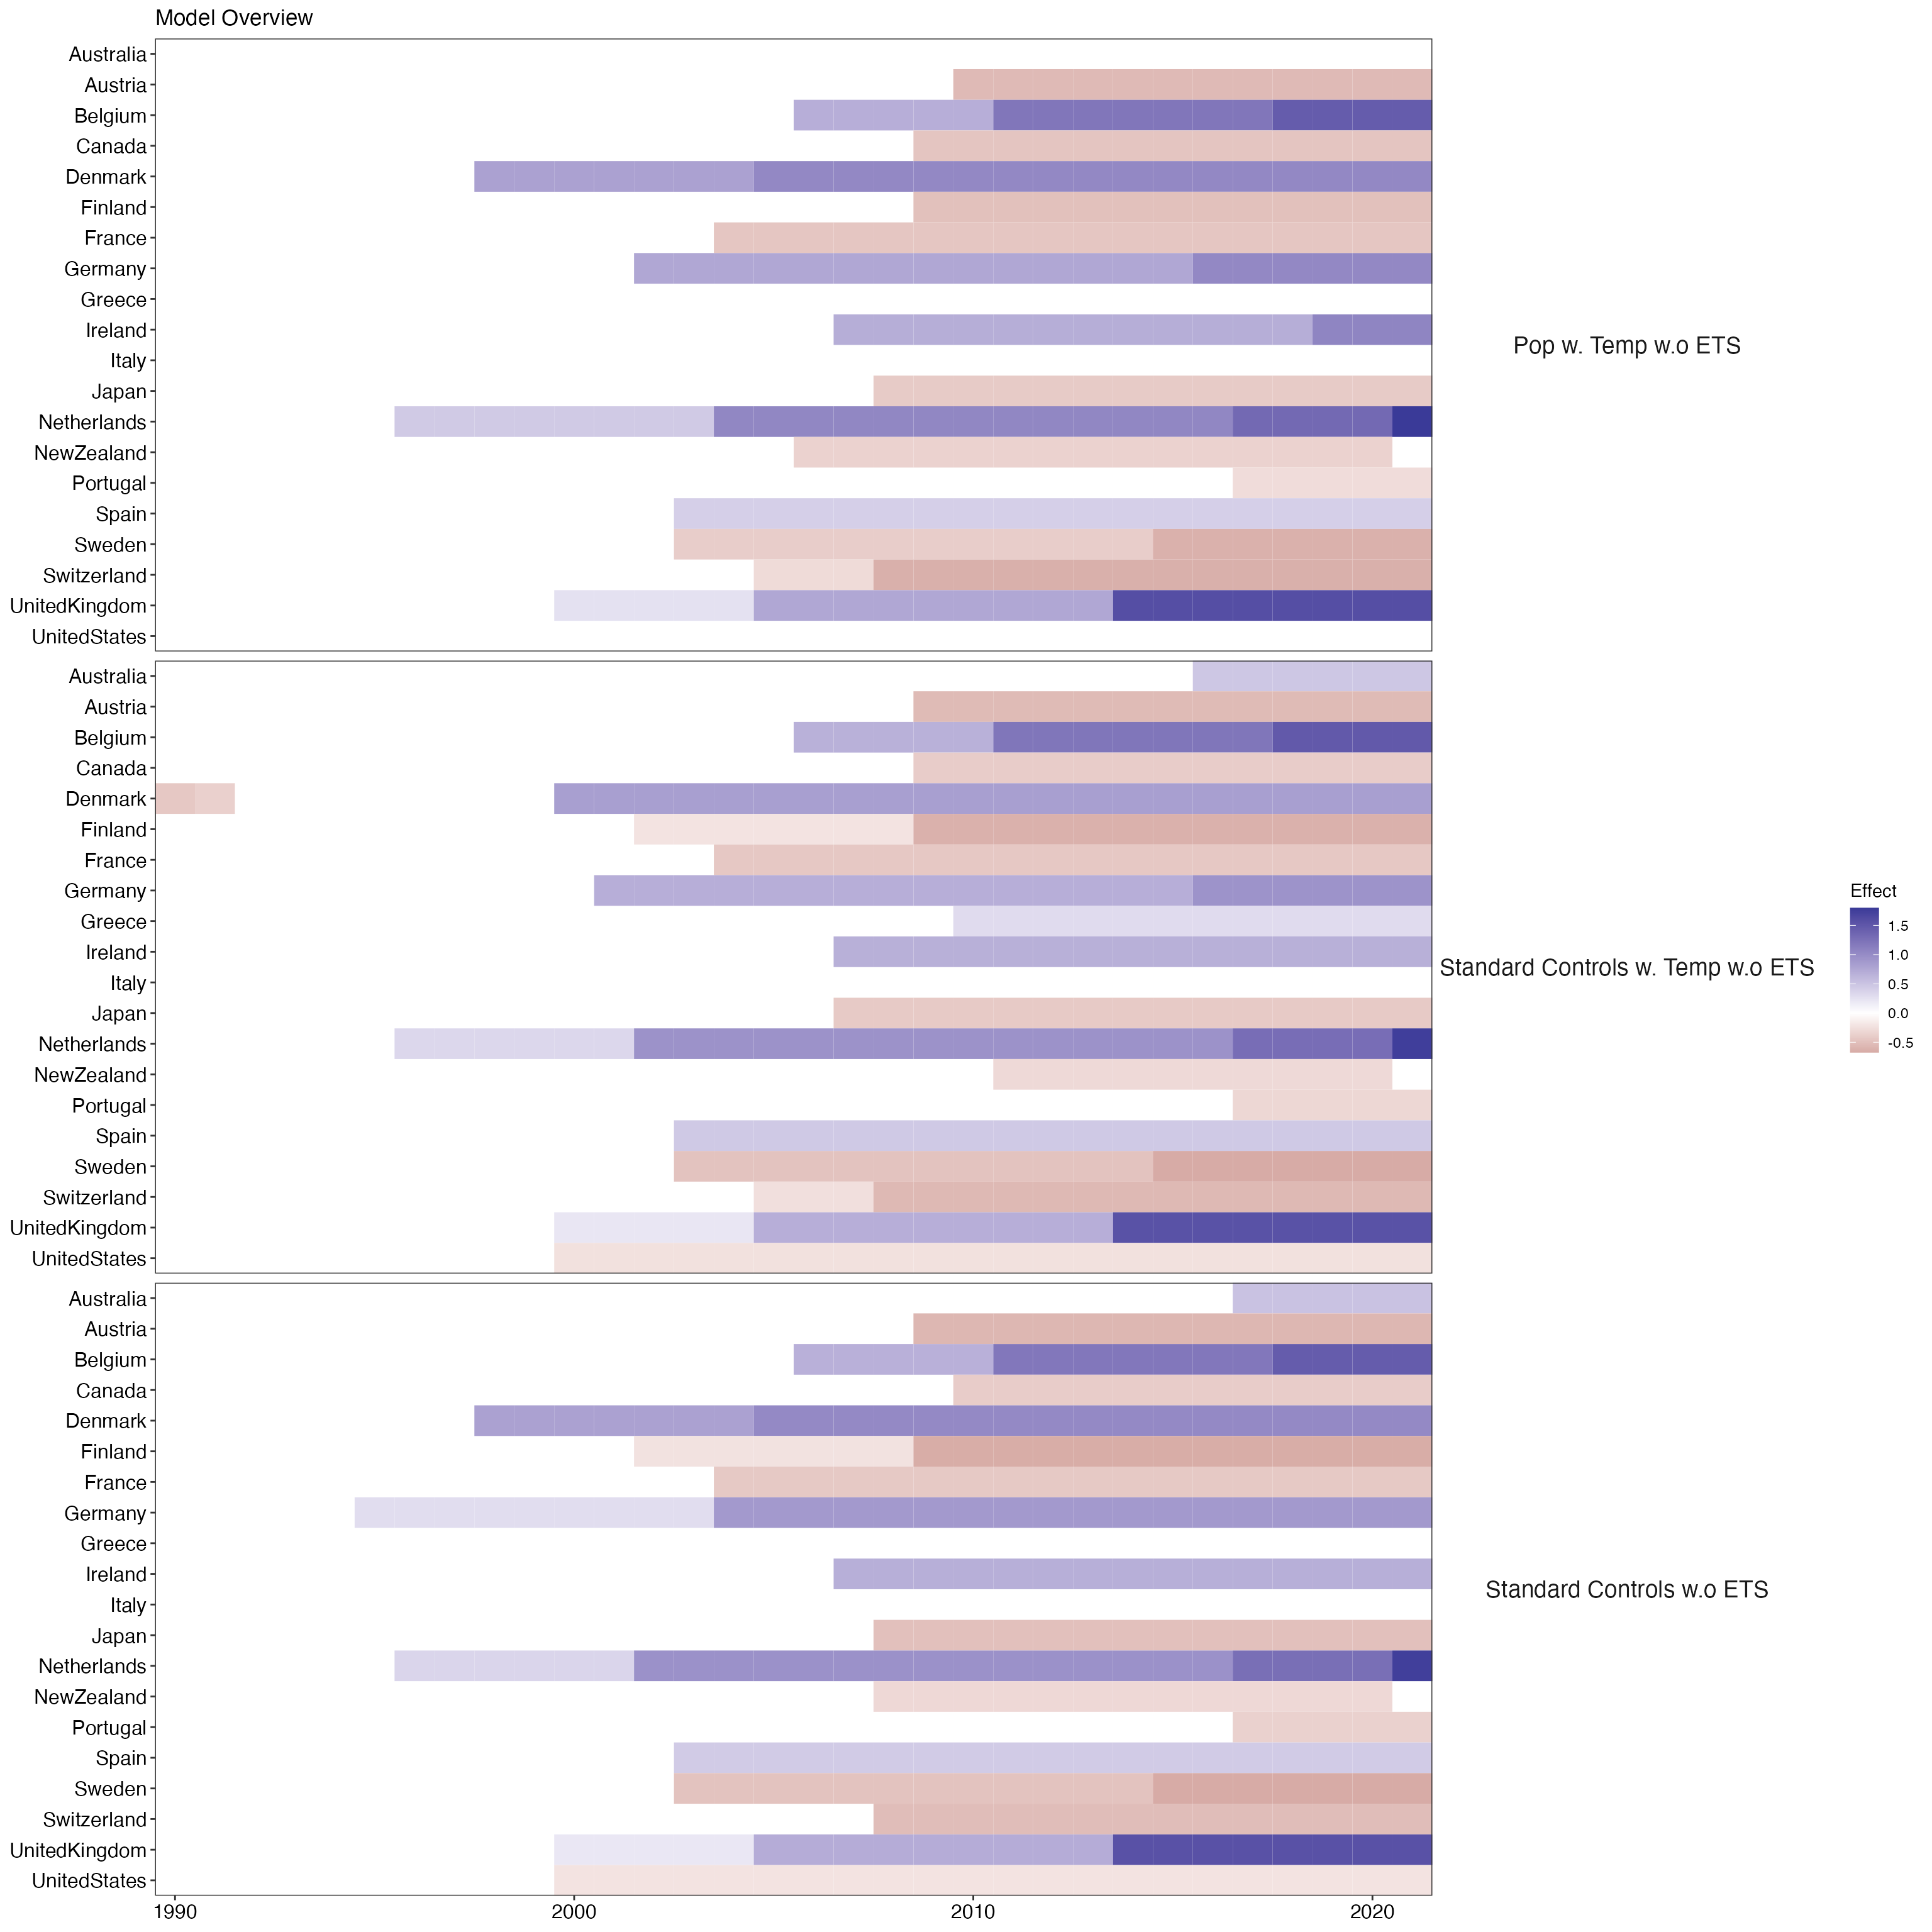 Model Overview
Australia
Austria
Belgium
Canada
Denmark
Finland
France
Germany
Greece
Ireland
Italy
Japan
Netherlands
NewZealand
Portugal
Spain
Sweden
Switzerland
UnitedKingdom
UnitedStates
Pop w. Temp w.o ETS
Australia
Austria
Belgium
Canada
Denmark
Finland
France
Germany
Greece
Ireland
Italy
Japan
Netherlands
NewZealand
Portugal
Spain
Sweden
Switzerland
UnitedKingdom
UnitedStates
Standard Controls w. Temp w.o ETS
Australia
Austria
Belgium
Canada
Denmark
Finland
France
Germany
Greece
Ireland
Italy
Japan
Netherlands
NewZealand
Portugal
Spain
Sweden
Switzerland
UnitedKingdom
UnitedStates
Standard Controls w.o ETS
1990 2000 2010 2020
Effect
1.5
1.0
0.5
0.0
-0.5